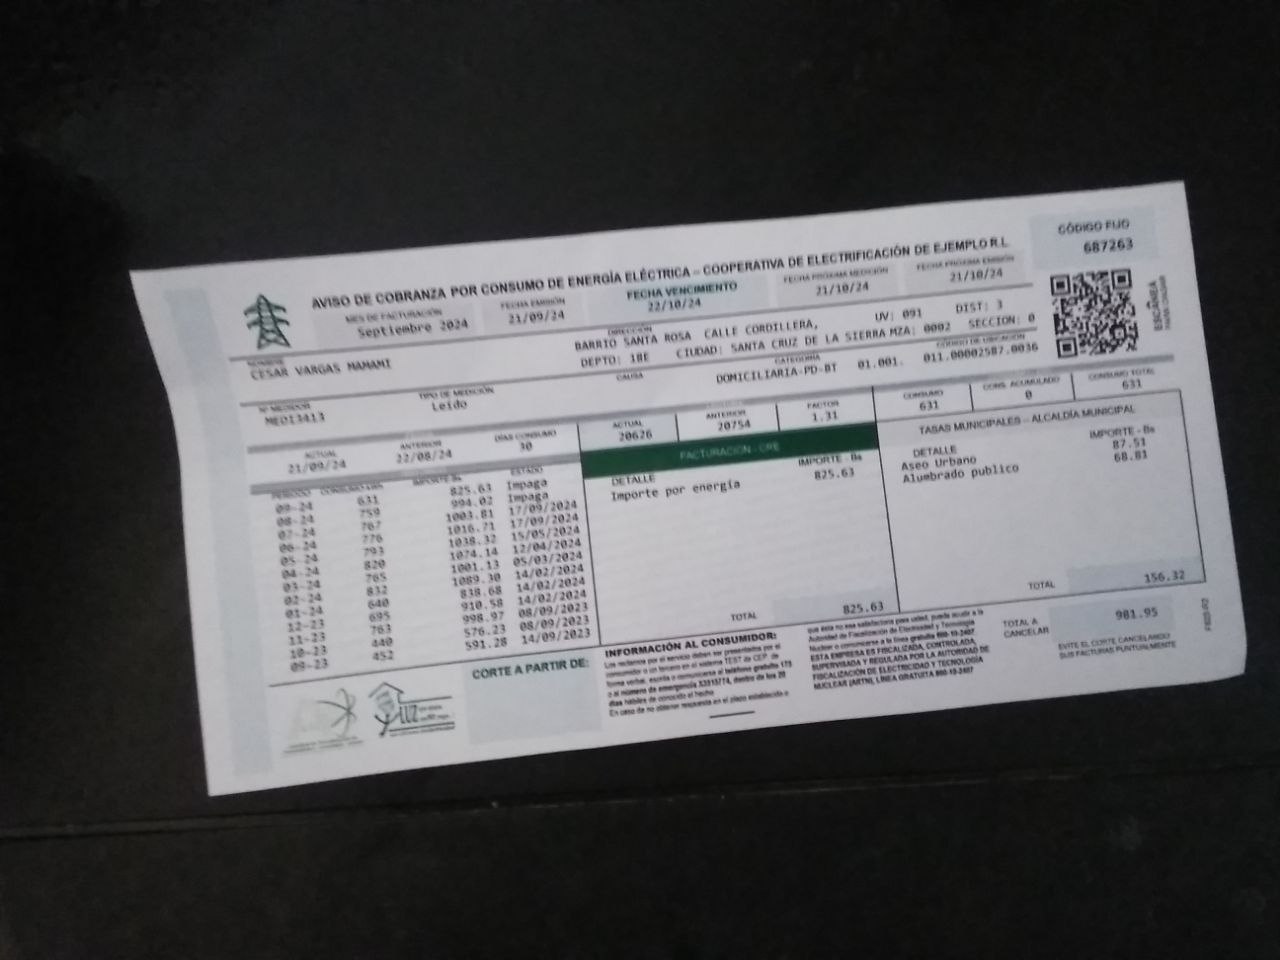 AVISO DE COBRANZA POR CONSUMO DE ENERGÍA ELÉCTRICA – COOPERATIVA DE ELECTRIFICACIÓN DE EJEMPLO R.L.
CÓDIGO FIJO
687263
MES DE FACTURACIÓN
Septiembre 2024
FECHA EMISIÓN
21/09/24
FECHA VENCIMIENTO
22/10/24
FECHA PRÓXIMA MEDICIÓN
21/10/24
FECHA PRÓXIMA EMISIÓN
21/10/24
NOMBRE
CESAR VARGAS MAMANI
DIRECCIÓN
BARRIO SANTA ROSA CALLE CORDILLERA, UV: 091 DIST: 3
DEPTO: 18E CIUDAD: SANTA CRUZ DE LA SIERRA MZA: 0002 SECCION: 0
ESCANEA
Nº MEDIDOR
MED13413
TIPO DE MEDICIÓN
Leído
CAUSA
CATEGORÍA
DOMICILIARIA-PD-BT
CÓDIGO DE UBICACIÓN
01.001. 011.00002587.0036
ACTUAL
21/09/24
ANTERIOR
22/08/24
DÍAS CONSUMO
30
ACTUAL
20626
ANTERIOR
20754
FACTOR
1.31
CONSUMO
631
CONS. ACUMULADO
0
CONSUMO TOTAL
631
PERIODO CONSUMO kWh IMPORTE Bs ESTADO
09-24 631 825.63 Impaga
08-24 759 994.02 Impaga
07-24 767 1003.81 17/09/2024
06-24 776 1016.71 17/09/2024
05-24 793 1038.32 15/05/2024
04-24 820 1074.14 12/04/2024
03-24 765 1001.13 05/03/2024
02-24 832 1089.30 14/02/2024
01-24 640 838.68 14/02/2024
12-23 695 910.58 14/02/2024
11-23 763 998.97 08/09/2023
10-23 440 576.23 08/09/2023
09-23 452 591.28 14/09/2023
FACTURACIÓN - CRE
DETALLE IMPORTE - Bs
Importe por energía 825.63
TOTAL 825.63
TASAS MUNICIPALES – ALCALDÍA MUNICIPAL
DETALLE IMPORTE - Bs
Aseo Urbano 87.51
Alumbrado publico 68.81
TOTAL 156.32
CORTE A PARTIR DE:
INFORMACIÓN AL CONSUMIDOR:
Los reclamos por el servicio deben ser presentados por el
consumidor o un tercero en el sistema TEST de CEP, de
forma verbal, escrita o comunicarse al teléfono gratuito 175
o al número de emergencia 33313774, dentro de los 20
días hábiles de conocido el hecho.
En caso de no obtener respuesta en el plazo establecido o
que ésta no sea satisfactoria para usted, puede acudir a la
Autoridad de Fiscalización de Electricidad y Tecnología
Nuclear o comunicarse a la línea gratuita 800-10-2407
ESTA EMPRESA ES FISCALIZADA, CONTROLADA,
SUPERVISADA Y REGULADA POR LA AUTORIDAD DE
FISCALIZACIÓN DE ELECTRICIDAD Y TECNOLOGÍA
NUCLEAR (AETN), LÍNEA GRATUITA 800-10-2407
TOTAL A
CANCELAR
981.95
EVITE EL CORTE CANCELANDO
SUS FACTURAS PUNTUALMENTE
LUZ